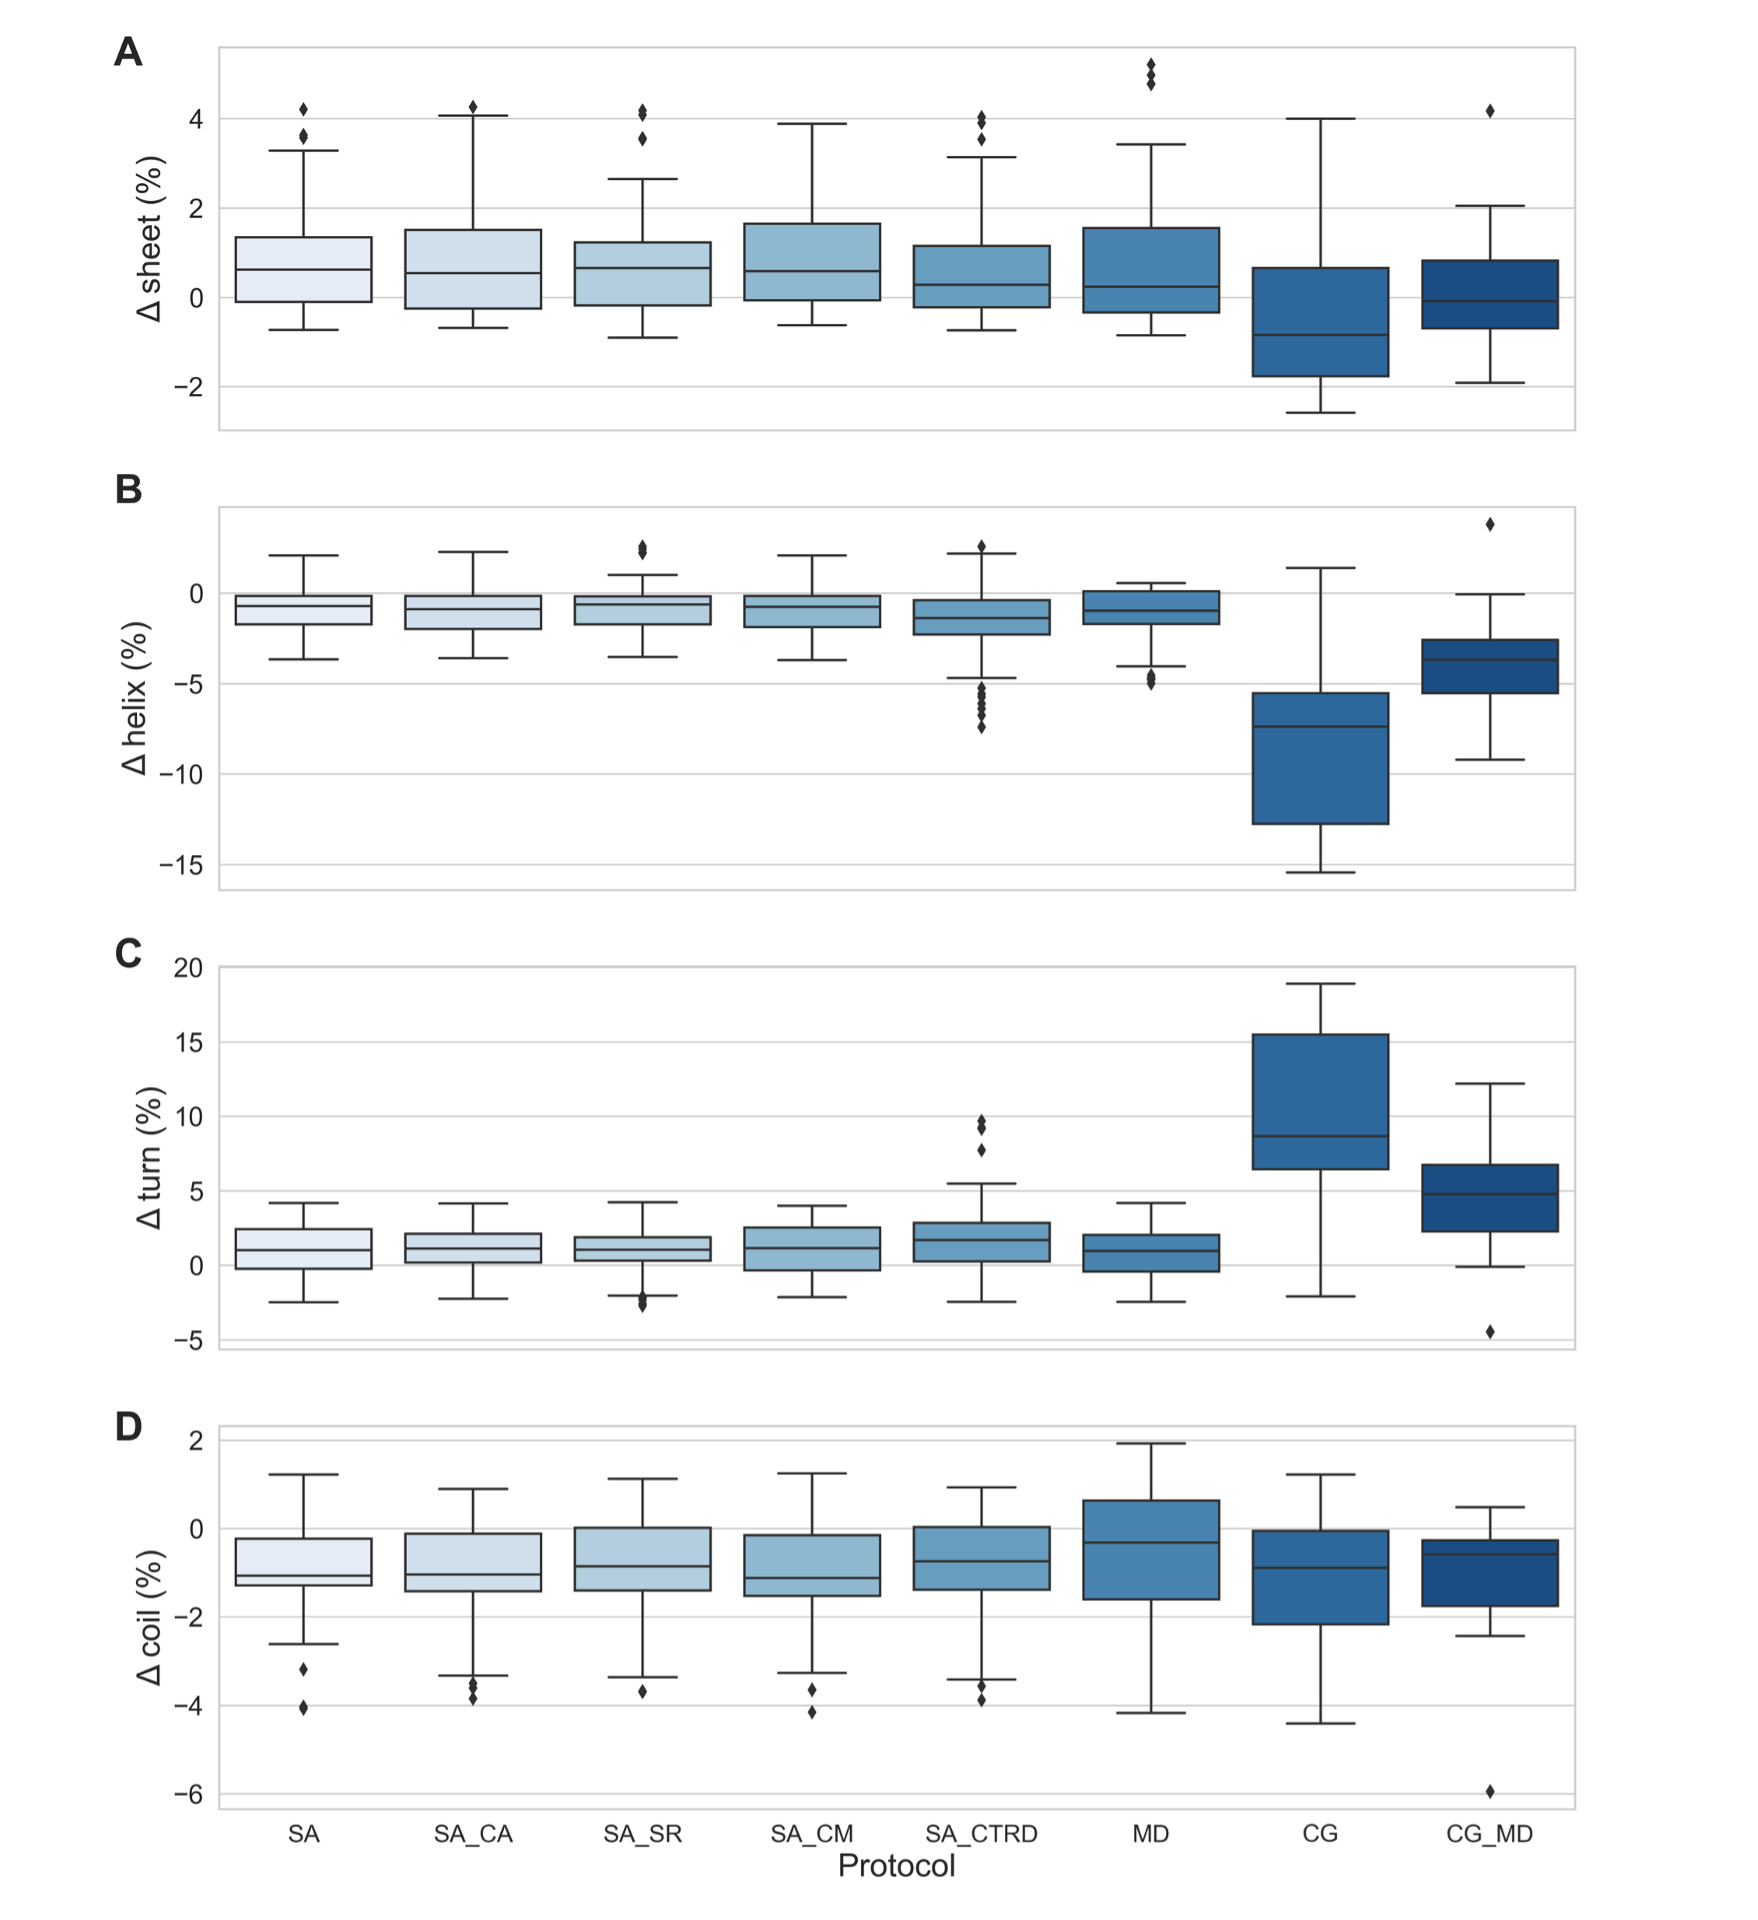 A
4
2
0
−2
Δ sheet (%)
B
0
−5
−10
−15
Δ helix (%)
C
20
15
10
5
0
−5
Δ turn (%)
D
2
0
−2
−4
−6
Δ coil (%)
SA SA_CA SA_SR SA_CM SA_CTRD MD CG CG_MD
Protocol